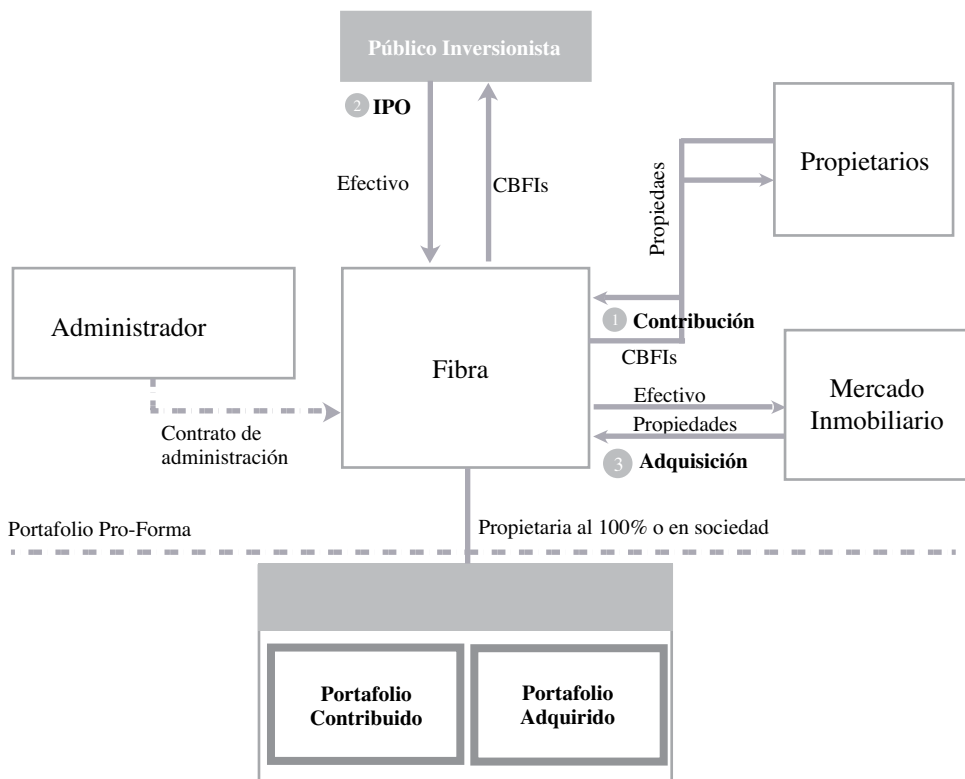 Público Inversionista
2 IPO
Efectivo
CBFIs
Propiedaes
Propietarios
Administrador
Fibra
1 Contribución
CBFIs
Efectivo
Propiedades
3 Adquisición
Mercado
Inmobiliario
Contrato de
administración
Portafolio Pro-Forma
Propietaria al 100% o en sociedad
Portafolio
Contribuido
Portafolio
Adquirido